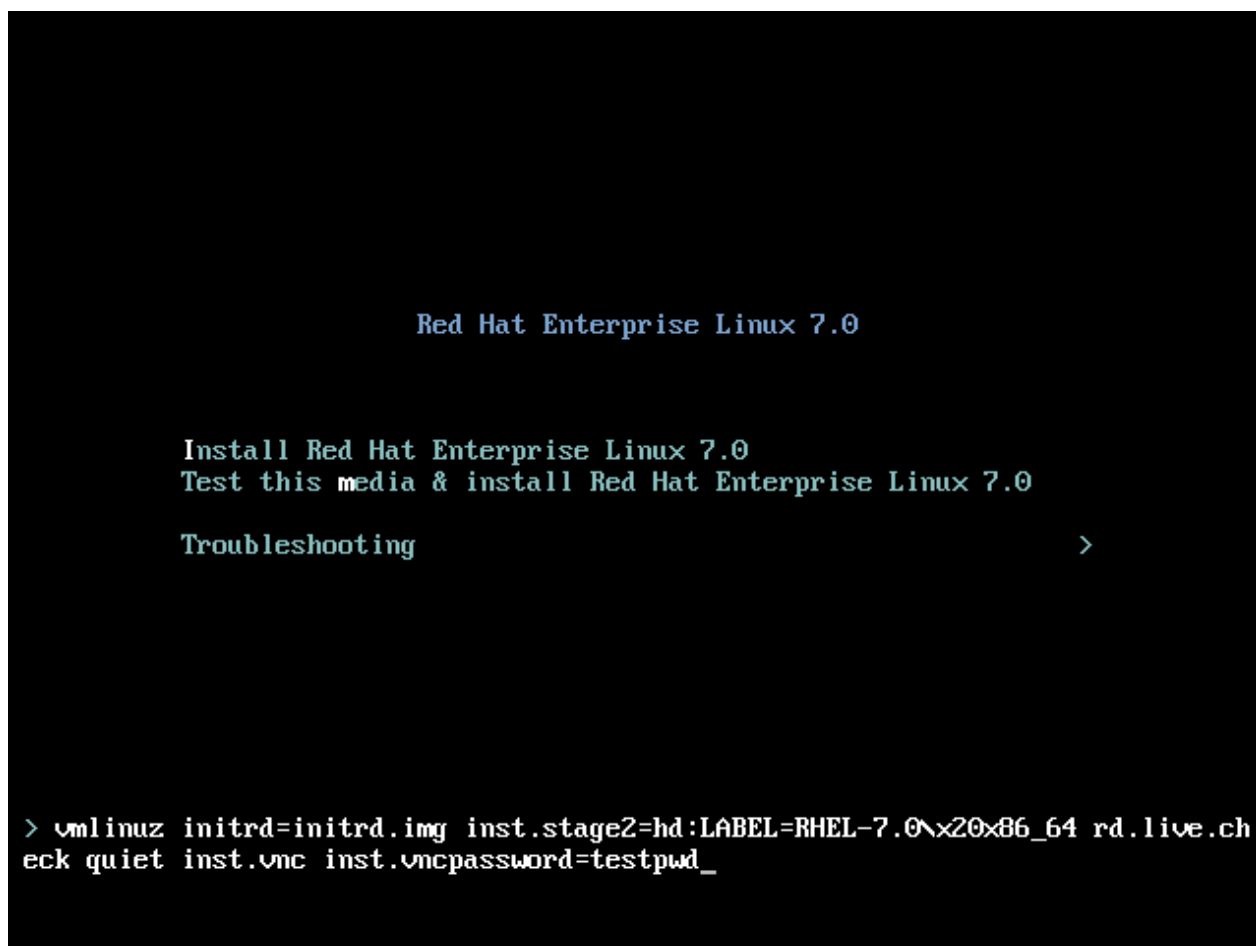 Red Hat Enterprise Linux 7.0
Install Red Hat Enterprise Linux 7.0
Test this media & install Red Hat Enterprise Linux 7.0
Troubleshooting >
> vmlinuz initrd=initrd.img inst.stage2=hd:LABEL=RHEL-7.0\x20x86_64 rd.live.ch
eck quiet inst.vnc inst.vncpassword=testpwd_